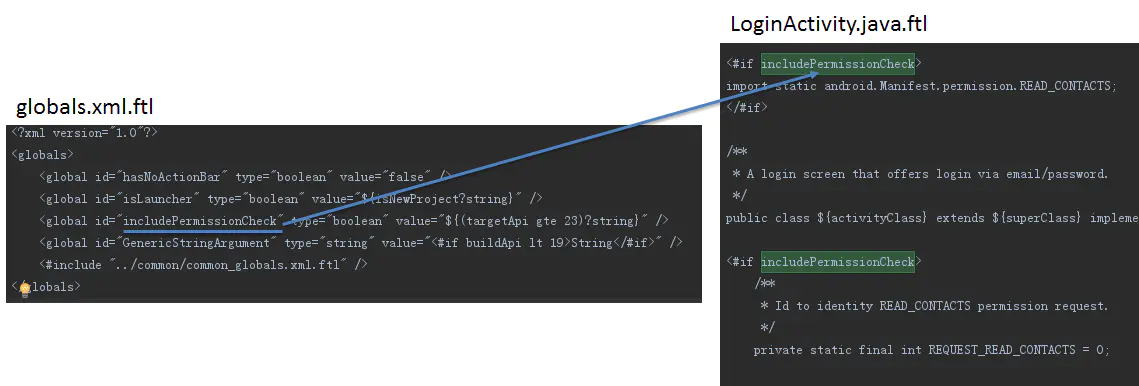 globals.xml.ftl
<?xml version="1.0"?>
<globals>
    <global id="hasNoActionBar" type="boolean" value="false" />
    <global id="isLauncher" type="boolean" value="${isNewProject?string}" />
    <global id="includePermissionCheck" type="boolean" value="${(targetApi gte 23)?string}" />
    <global id="GenericStringArgument" type="string" value="<#if buildApi lt 19>String</#if>" />
    <#include "../common/common_globals.xml.ftl" />
</globals>
LoginActivity.java.ftl
<#if includePermissionCheck>
import static android.Manifest.permission.READ_CONTACTS;
</#if>
/**
 * A login screen that offers login via email/password.
 */
public class ${activityClass} extends ${superClass} impleme
<#if includePermissionCheck>
    /**
     * Id to identity READ_CONTACTS permission request.
     */
    private static final int REQUEST_READ_CONTACTS = 0;